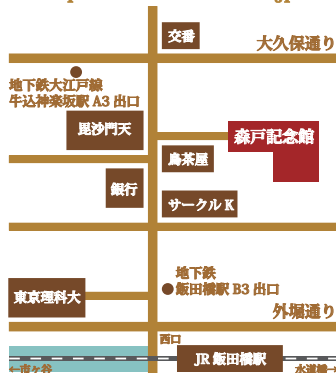 交番
大久保通り
地下鉄大江戸線
牛込神楽坂駅 A3 出口
毘沙門天
森戸記念館
鳥茶屋
銀行
サークル K
地下鉄
飯田橋駅 B3 出口
東京理科大
外堀通り
西口
JR 飯田橋駅
←市ヶ谷